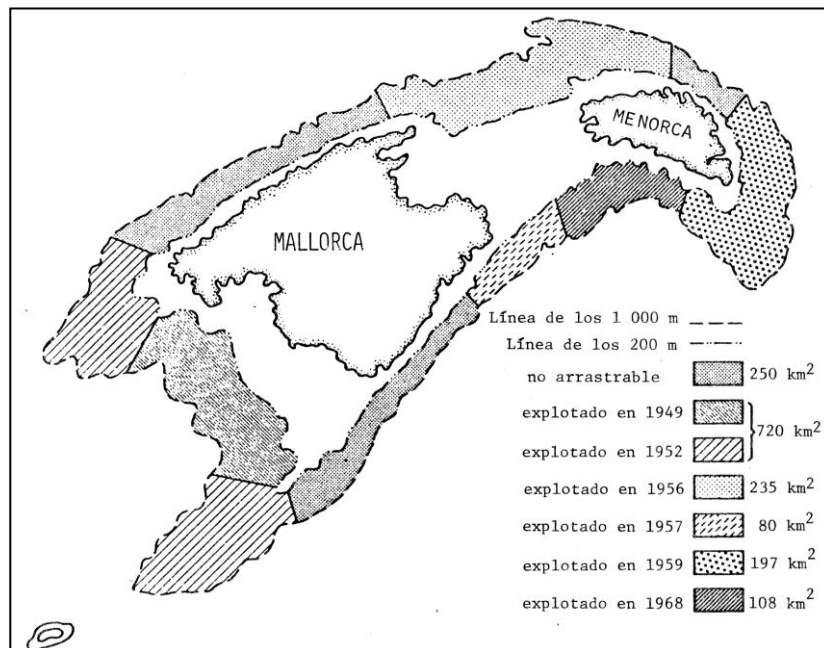 MENORCA
MALLORCA
Línea de los 1 000 m
Línea de los 200 m
no arrastrable 250 km²
explotado en 1949
720 km²
explotado en 1952
explotado en 1956 235 km²
explotado en 1957 80 km²
explotado en 1959 197 km²
explotado en 1968 108 km²